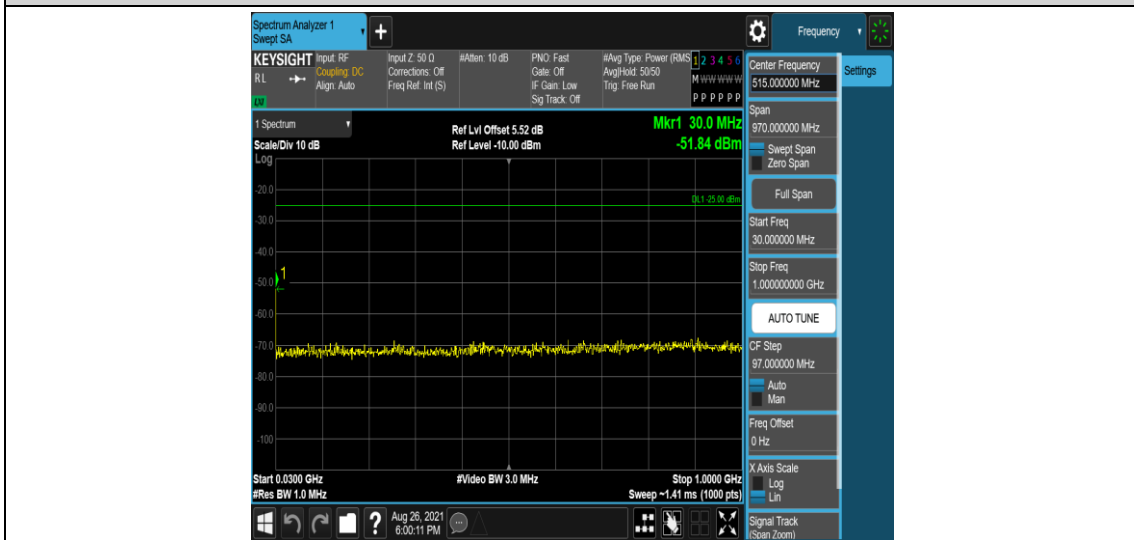 Spectrum Analyzer 1
Swept SA
+
Frequency
KEYSIGHT
RL
LXI
Input: RF
Coupling: DC
Align: Auto
Input Z: 50 Ω
Corrections: Off
Freq Ref: Int (S)
#Atten: 10 dB
PNO: Fast
Gate: Off
IF Gain: Low
Sig Track: Off
#Avg Type: Power (RMS
Avg|Hold: 50/50
Trig: Free Run
1 2 3 4 5 6
M W W W W W
P P P P P P
1 Spectrum
Scale/Div 10 dB
Log
Ref Lvl Offset 5.52 dB
Ref Level -10.00 dBm
Mkr1 30.0 MHz
-51.84 dBm
DL1 -25.00 dBm
-20.0
-30.0
-40.0
-50.0
-60.0
-70.0
-80.0
-90.0
-100
1
Start 0.0300 GHz
#Res BW 1.0 MHz
#Video BW 3.0 MHz
Stop 1.0000 GHz
Sweep ~1.41 ms (1000 pts)
?
Aug 26, 2021
6:00:11 PM
Center Frequency
515.000000 MHz
Settings
Span
970.000000 MHz
Swept Span
Zero Span
Full Span
Start Freq
30.000000 MHz
Stop Freq
1.000000000 GHz
AUTO TUNE
CF Step
97.000000 MHz
Auto
Man
Freq Offset
0 Hz
X Axis Scale
Log
Lin
Signal Track
(Span Zoom)